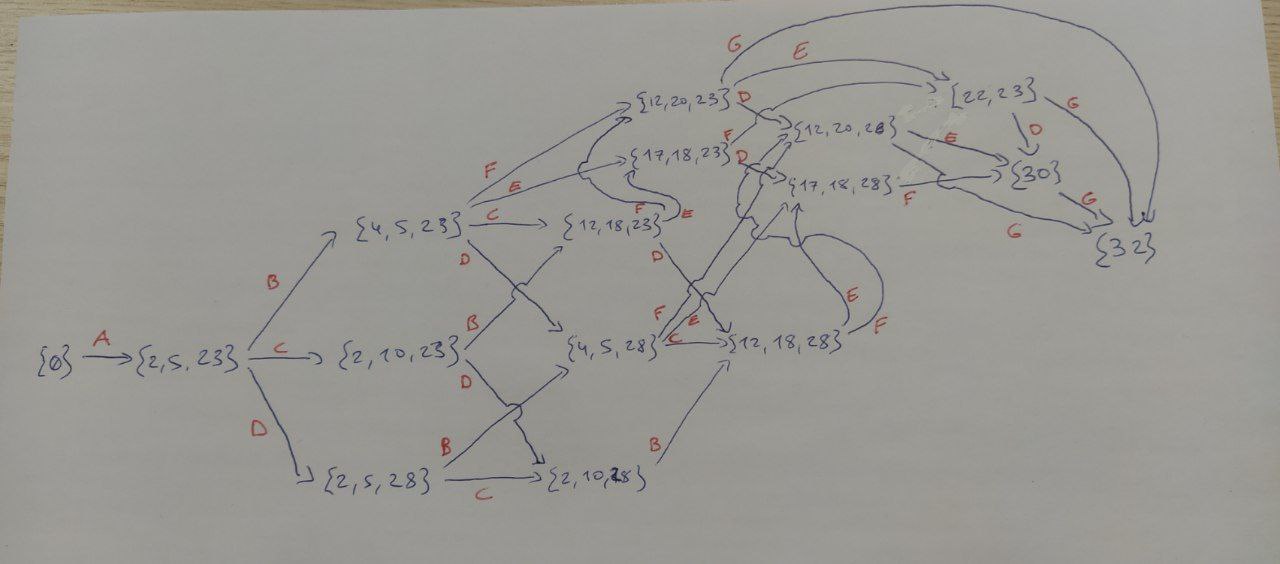 G
E
{12,20,23} D
{22,23} G
F
{12,20,28} E D
F
E
{17,18,23} D
{30} G
{17,18,28} F
{4,5,23} C {12,18,23} F E
G
{32}
D
D
B
E
F
B
F
E
A
{0} {2,5,23} C {2,10,23} {4,5,28} C {12,18,28}
D
D
B
B
{2,5,28} C {2,10,28}